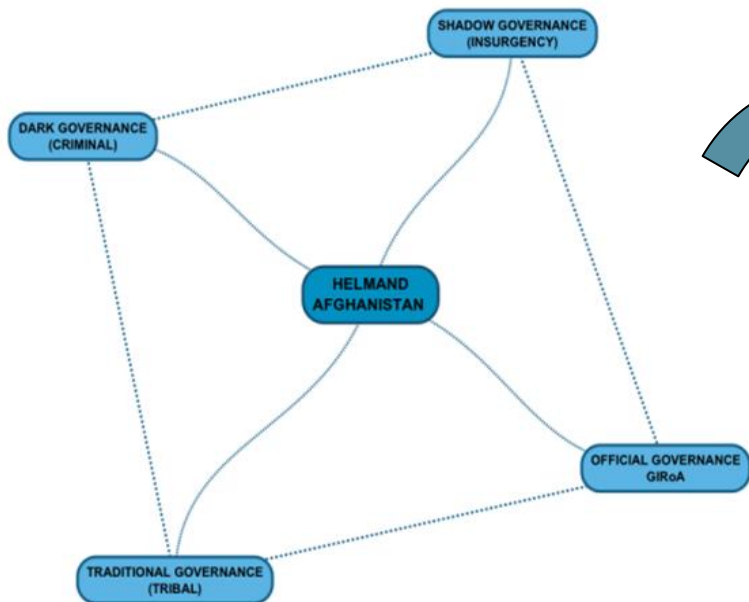 SHADOW GOVERNANCE
(INSURGENCY)
DARK GOVERNANCE
(CRIMINAL)
HELMAND
AFGHANISTAN
OFFICIAL GOVERNANCE
GIRoA
TRADITIONAL GOVERNANCE
(TRIBAL)